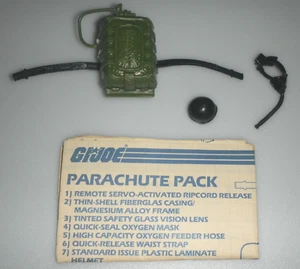 GI JOE
PARACHUTE PACK
1) REMOTE SERVO-ACTIVATED RIPCORD RELEASE
2) THIN-SHELL FIBERGLAS CASING/
MAGNESIUM ALLOY FRAME
3) TINTED SAFETY GLASS VISION LENS
4) QUICK-SEAL OXYGEN MASK
5) HIGH CAPACITY OXYGEN FEEDER HOSE
6) QUICK-RELEASE WAIST STRAP
7) STANDARD ISSUE PLASTIC LAMINATE
HELMET